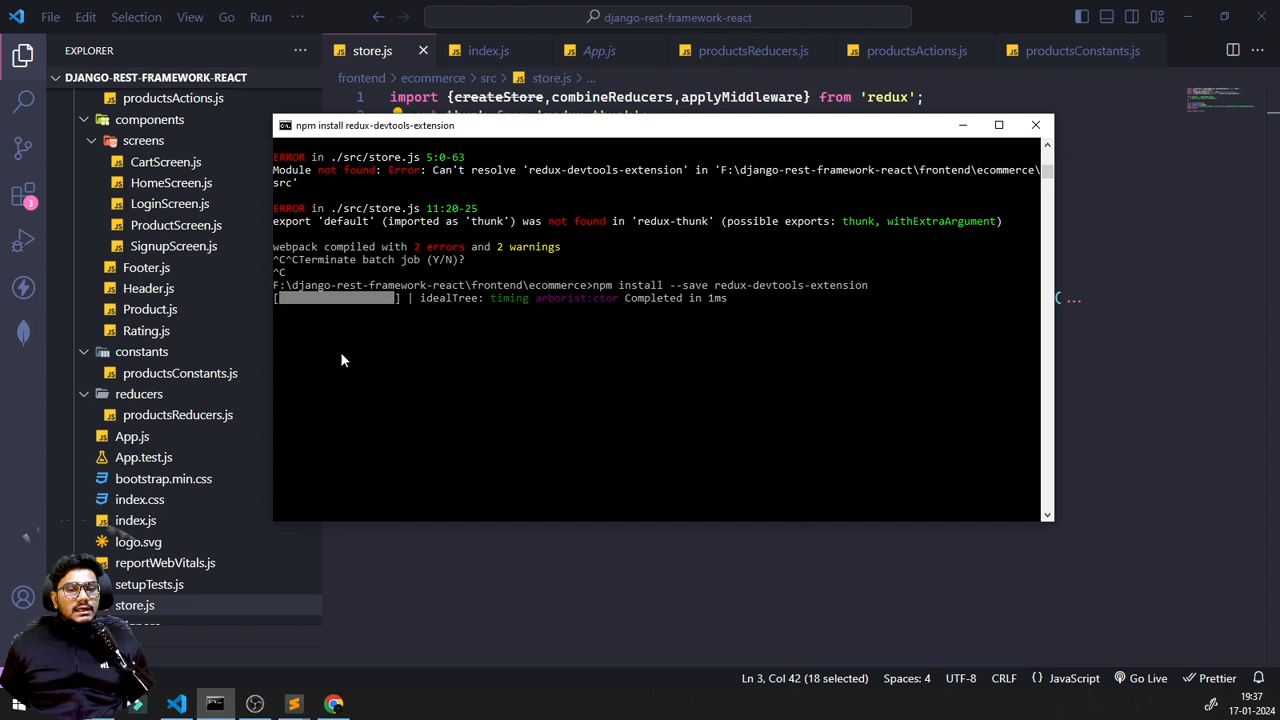 File Edit Selection View Go Run ···
django-rest-framework-react
EXPLORER
store.js
index.js
App.js
productsReducers.js
productsActions.js
productsConstants.js
DJANGO-REST-FRAMEWORK-REACT
frontend > ecommerce > src > store.js > ...
productsActions.js
1 import {createStore,combineReducers,applyMiddleware} from 'redux';
components
npm install redux-devtools-extension
screens
CartScreen.js
HomeScreen.js
LoginScreen.js
ProductScreen.js
SignupScreen.js
Footer.js
Header.js
Product.js
Rating.js
constants
productsConstants.js
reducers
productsReducers.js
App.js
App.test.js
bootstrap.min.css
index.css
index.js
logo.svg
reportWebVitals.js
setupTests.js
store.js
ERROR in ./src/store.js 5:0-63
Module not found: Error: Can't resolve 'redux-devtools-extension' in 'F:\django-rest-framework-react\frontend\ecommerce\
src'
ERROR in ./src/store.js 11:20-25
export 'default' (imported as 'thunk') was not found in 'redux-thunk' (possible exports: thunk, withExtraArgument)
webpack compiled with 2 errors and 2 warnings
^C^CTerminate batch job (Y/N)?
^C
F:\django-rest-framework-react\frontend\ecommerce>npm install --save redux-devtools-extension
[ ] | idealTree: timing arborist:ctor Completed in 1ms
(...
3
Ln 3, Col 42 (18 selected) Spaces: 4 UTF-8 CRLF { } JavaScript Go Live Prettier
19:37
17-01-2024